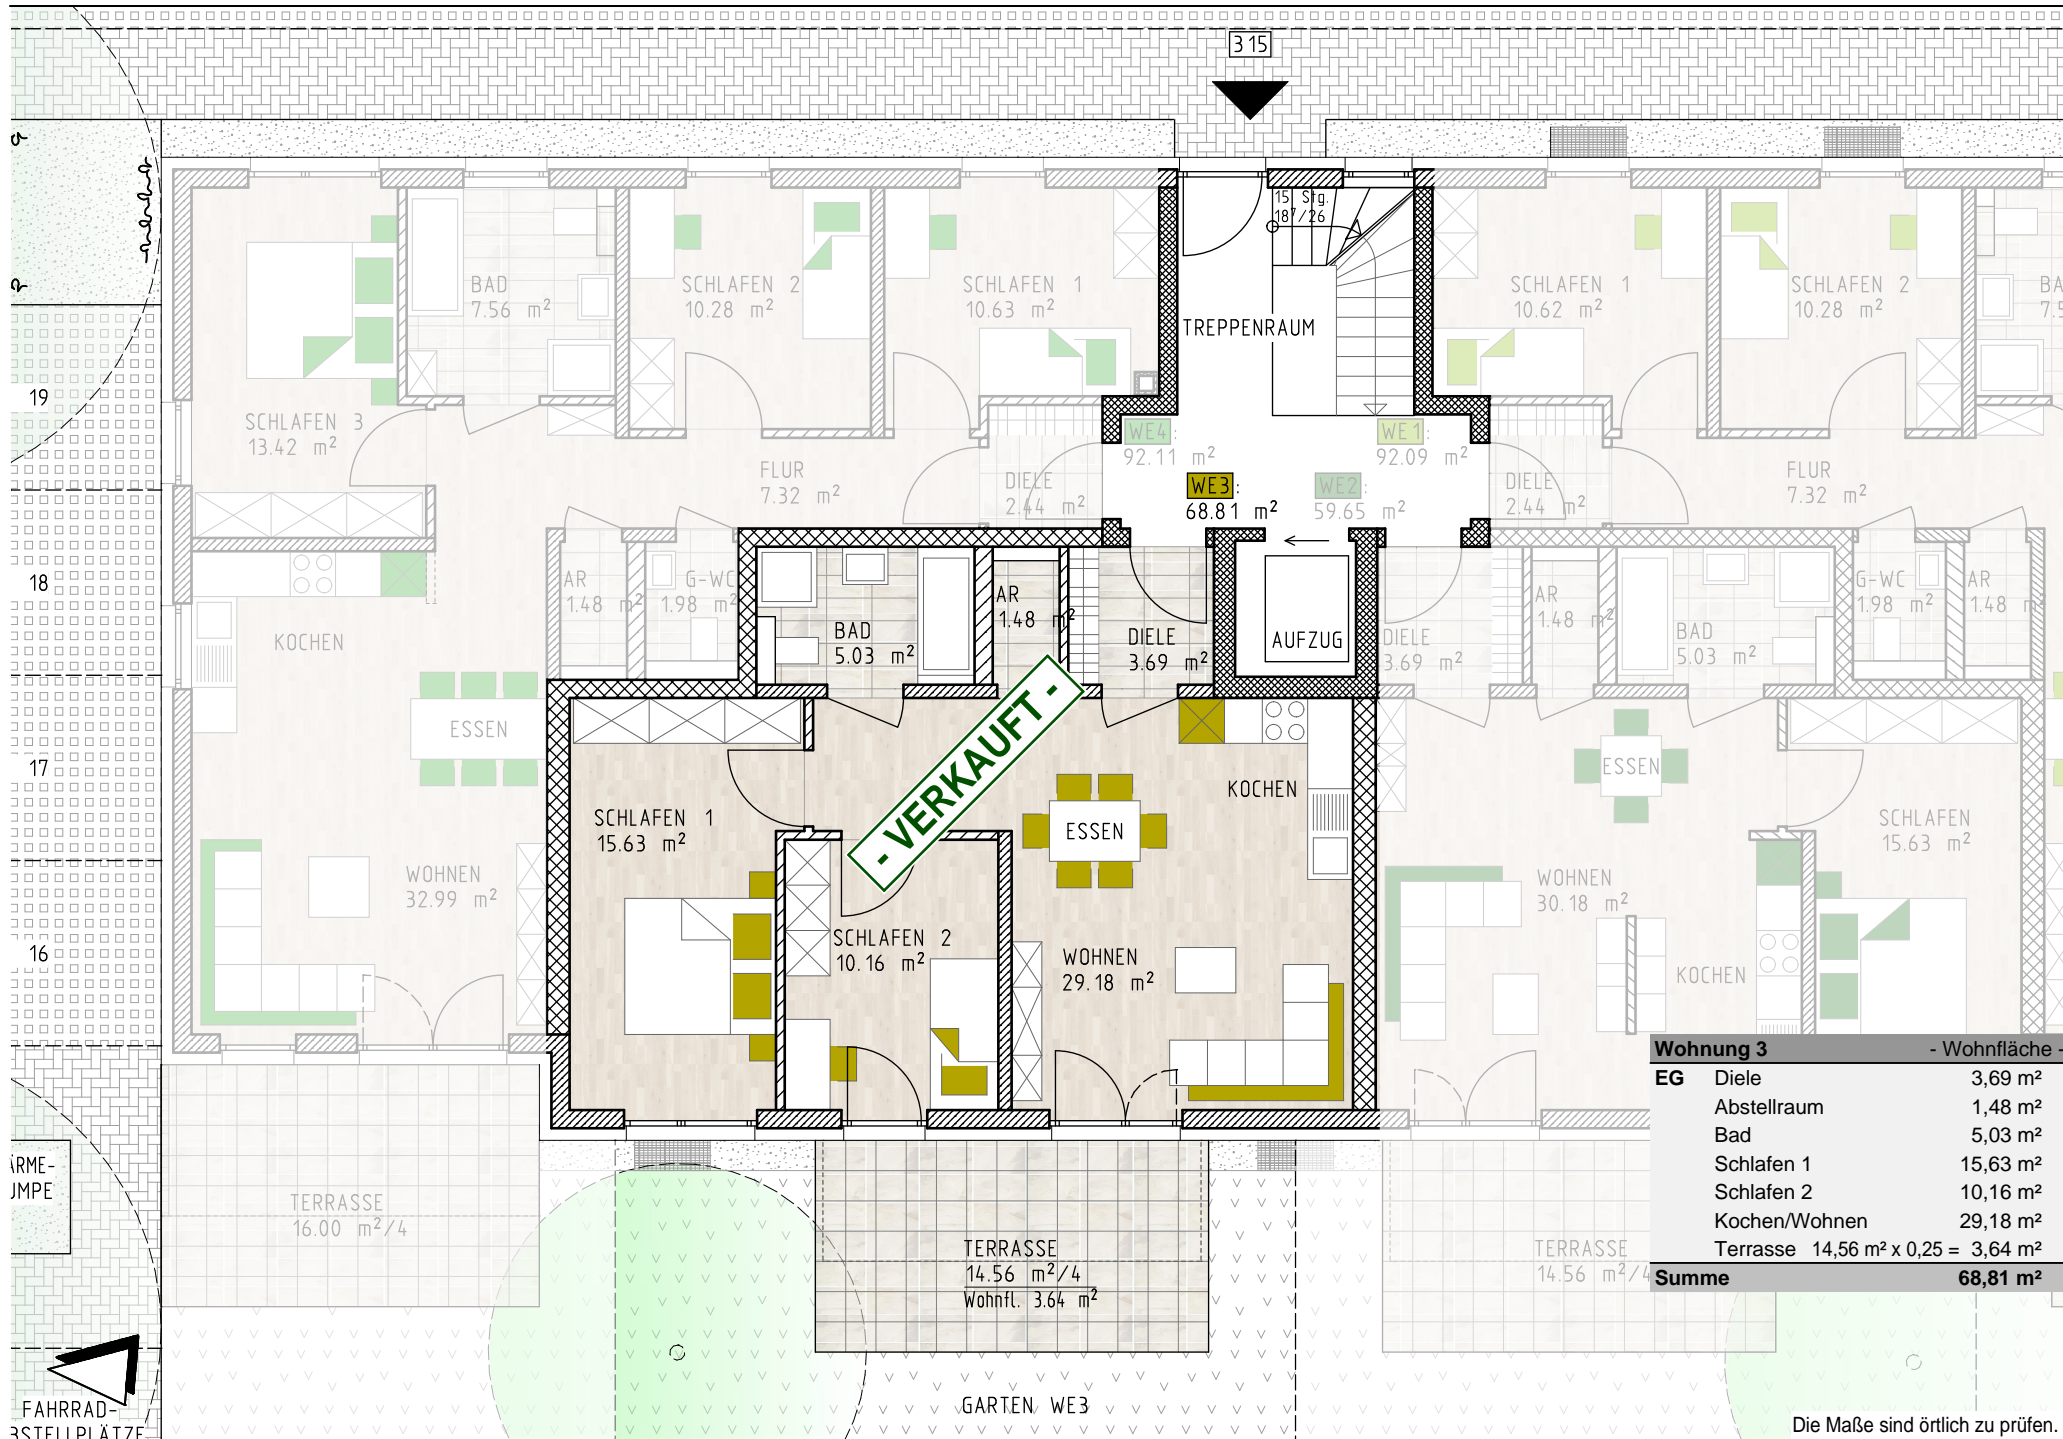 315
15 Stg.
18⁷/26
BAD
7.56 m²
SCHLAFEN 2
10.28 m²
SCHLAFEN 1
10.63 m²
TREPPENRAUM
SCHLAFEN 1
10.62 m²
SCHLAFEN 2
10.28 m²
19
SCHLAFEN 3
13.42 m²
WE4:
92.11 m²
WE1:
92.09 m²
FLUR
7.32 m²
DIELE
2.44 m²
WE3:
68.81 m²
WE2:
59.65 m²
DIELE
2.44 m²
FLUR
7.32 m²
18
AR
1.48 m²
G-WC
1.98 m²
BAD
5.03 m²
AR
1.48 m²
DIELE
3.69 m²
AUFZUG
DIELE
3.69 m²
AR
1.48 m²
BAD
5.03 m²
G-WC
1.98 m²
AR
1.48 m
KOCHEN
ESSEN
17
- VERKAUFT -
SCHLAFEN 1
15.63 m²
KOCHEN
ESSEN
ESSEN
SCHLAFEN
15.63 m²
WOHNEN
32.99 m²
16
SCHLAFEN 2
10.16 m²
WOHNEN
29.18 m²
WOHNEN
30.18 m²
KOCHEN
Wohnung 3 - Wohnfläche -
EG Diele 3,69 m²
Abstellraum 1,48 m²
Bad 5,03 m²
Schlafen 1 15,63 m²
Schlafen 2 10,16 m²
Kochen/Wohnen 29,18 m²
Terrasse 14,56 m² x 0,25 = 3,64 m²
Summe 68,81 m²
TERRASSE
16.00 m²/4
TERRASSE
14.56 m²/4
Wohnfl. 3.64 m²
TERRASSE
14.56 m²/4
GARTEN WE3
FAHRRAD-
Die Maße sind örtlich zu prüfen.